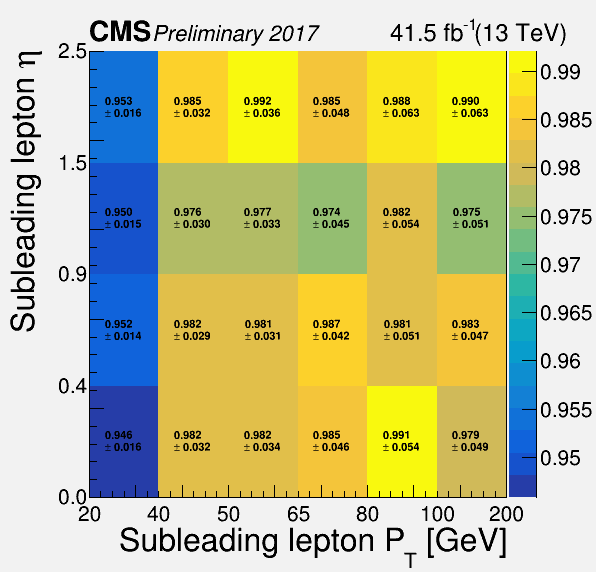 CMS Preliminary 2017 41.5 fb-1(13 TeV)
Subleading lepton η
2.5
1.5
0.9
0.4
0.0
0.953 0.985 0.992 0.985 0.988 0.990
± 0.016 ± 0.032 ± 0.036 ± 0.048 ± 0.063 ± 0.063
0.950 0.976 0.977 0.974 0.982 0.975
± 0.015 ± 0.030 ± 0.033 ± 0.045 ± 0.054 ± 0.051
0.952 0.982 0.981 0.987 0.981 0.983
± 0.014 ± 0.029 ± 0.031 ± 0.042 ± 0.051 ± 0.047
0.946 0.982 0.982 0.985 0.991 0.979
± 0.016 ± 0.032 ± 0.034 ± 0.046 ± 0.054 ± 0.049
20 40 50 65 80 100 200
Subleading lepton PT [GeV]
0.99
0.985
0.98
0.975
0.97
0.965
0.96
0.955
0.95